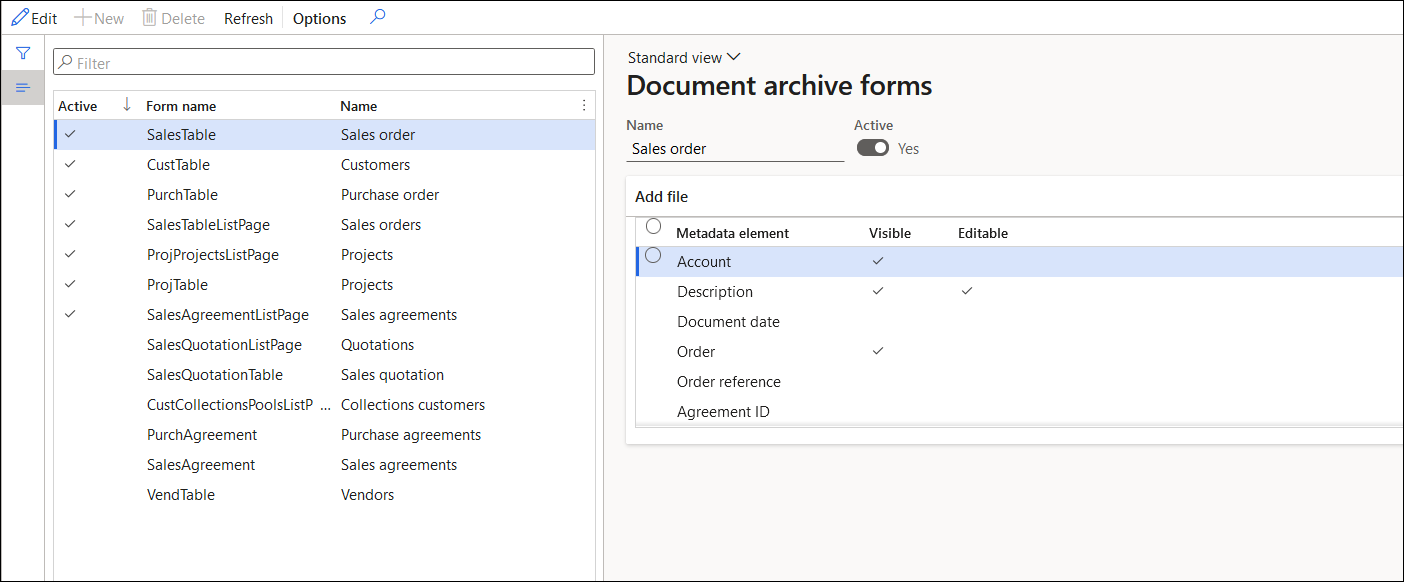 Edit New Delete Refresh Options
Filter
Active Form name Name
SalesTable Sales order
CustTable Customers
PurchTable Purchase order
SalesTableListPage Sales orders
ProjProjectsListPage Projects
ProjTable Projects
SalesAgreementListPage Sales agreements
SalesQuotationListPage Quotations
SalesQuotationTable Sales quotation
CustCollectionsPoolsListP ... Collections customers
PurchAgreement Purchase agreements
SalesAgreement Sales agreements
VendTable Vendors
Standard view
Document archive forms
Name Active
Sales order Yes
Add file
Metadata element Visible Editable
Account
Description
Document date
Order
Order reference
Agreement ID